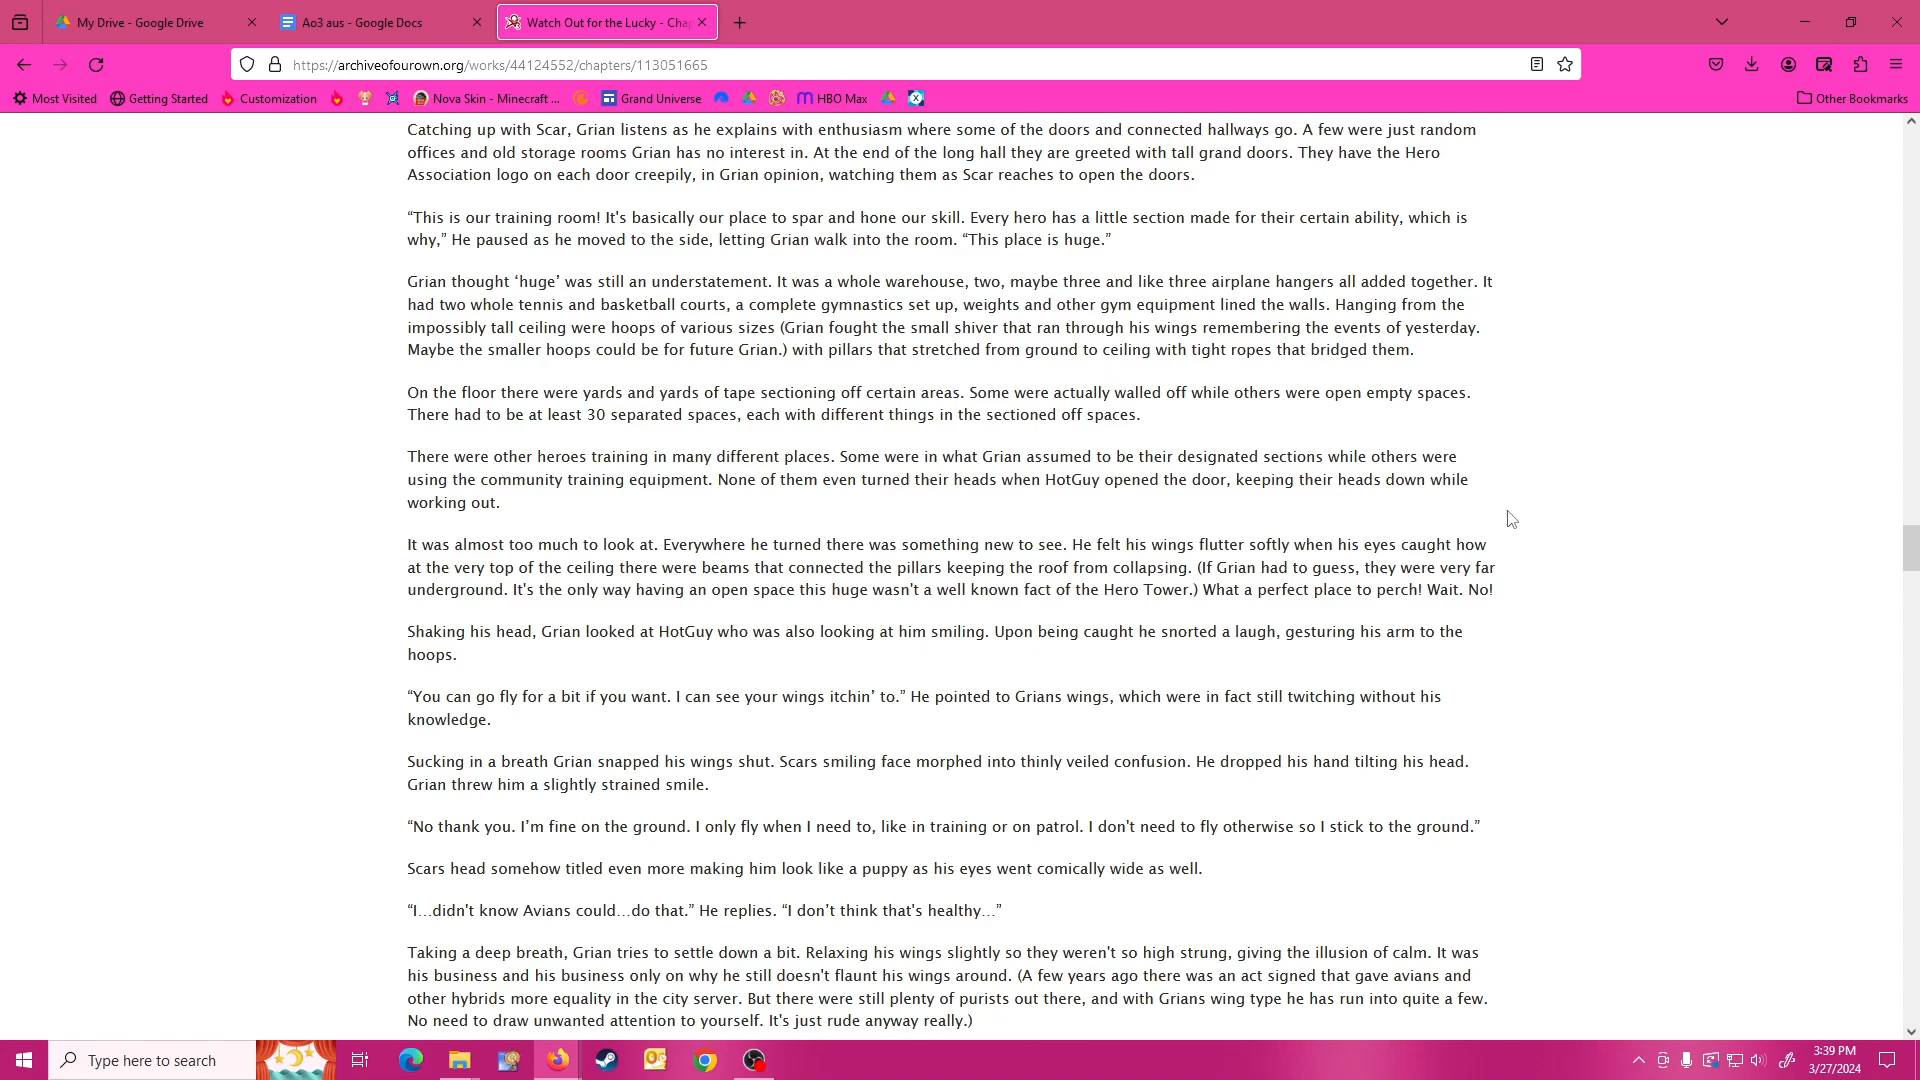 My Drive - Google Drive
Ao3 aus - Google Docs
Watch Out for the Lucky - Cha
https://archiveofourown.org/works/44124552/chapters/113051665
Most Visited
Getting Started
Customization
Nova Skin - Minecraft ...
Grand Universe
HBO Max
Other Bookmarks
Catching up with Scar, Grian listens as he explains with enthusiasm where some of the doors and connected hallways go. A few were just random
offices and old storage rooms Grian has no interest in. At the end of the long hall they are greeted with tall grand doors. They have the Hero
Association logo on each door creepily, in Grian opinion, watching them as Scar reaches to open the doors.
“This is our training room! It's basically our place to spar and hone our skill. Every hero has a little section made for their certain ability, which is
why,” He paused as he moved to the side, letting Grian walk into the room. “This place is huge.”
Grian thought ‘huge’ was still an understatement. It was a whole warehouse, two, maybe three and like three airplane hangers all added together. It
had two whole tennis and basketball courts, a complete gymnastics set up, weights and other gym equipment lined the walls. Hanging from the
impossibly tall ceiling were hoops of various sizes (Grian fought the small shiver that ran through his wings remembering the events of yesterday.
Maybe the smaller hoops could be for future Grian.) with pillars that stretched from ground to ceiling with tight ropes that bridged them.
On the floor there were yards and yards of tape sectioning off certain areas. Some were actually walled off while others were open empty spaces.
There had to be at least 30 separated spaces, each with different things in the sectioned off spaces.
There were other heroes training in many different places. Some were in what Grian assumed to be their designated sections while others were
using the community training equipment. None of them even turned their heads when HotGuy opened the door, keeping their heads down while
working out.
It was almost too much to look at. Everywhere he turned there was something new to see. He felt his wings flutter softly when his eyes caught how
at the very top of the ceiling there were beams that connected the pillars keeping the roof from collapsing. (If Grian had to guess, they were very far
underground. It's the only way having an open space this huge wasn't a well known fact of the Hero Tower.) What a perfect place to perch! Wait. No!
Shaking his head, Grian looked at HotGuy who was also looking at him smiling. Upon being caught he snorted a laugh, gesturing his arm to the
hoops.
“You can go fly for a bit if you want. I can see your wings itchin’ to.” He pointed to Grians wings, which were in fact still twitching without his
knowledge.
Sucking in a breath Grian snapped his wings shut. Scars smiling face morphed into thinly veiled confusion. He dropped his hand tilting his head.
Grian threw him a slightly strained smile.
“No thank you. I’m fine on the ground. I only fly when I need to, like in training or on patrol. I don't need to fly otherwise so I stick to the ground.”
Scars head somehow titled even more making him look like a puppy as his eyes went comically wide as well.
“I…didn't know Avians could…do that.” He replies. “I don’t think that's healthy…”
Taking a deep breath, Grian tries to settle down a bit. Relaxing his wings slightly so they weren't so high strung, giving the illusion of calm. It was
his business and his business only on why he still doesn't flaunt his wings around. (A few years ago there was an act signed that gave avians and
other hybrids more equality in the city server. But there were still plenty of purists out there, and with Grians wing type he has run into quite a few.
No need to draw unwanted attention to yourself. It's just rude anyway really.)
Type here to search
3:39 PM
3/27/2024